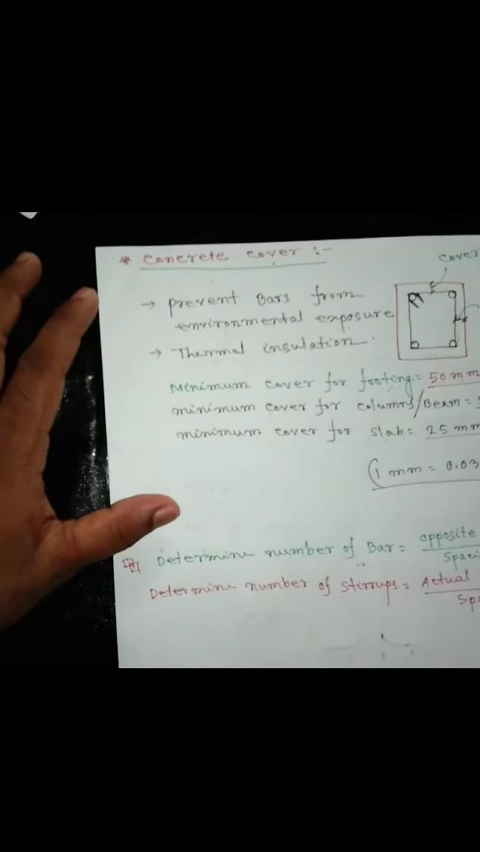 * Concrete cover :-
cover
→ prevent Bars from
environmental exposure
→ Thermal insulation.
Minimum cover for footing = 50 mm
minimum cover for columns/Beam =
minimum cover for slab = 25 mm
(1 mm = 0.03
Determine number of Bar = opposite
Spaci
Determine number of stirrups = Actual
Spa